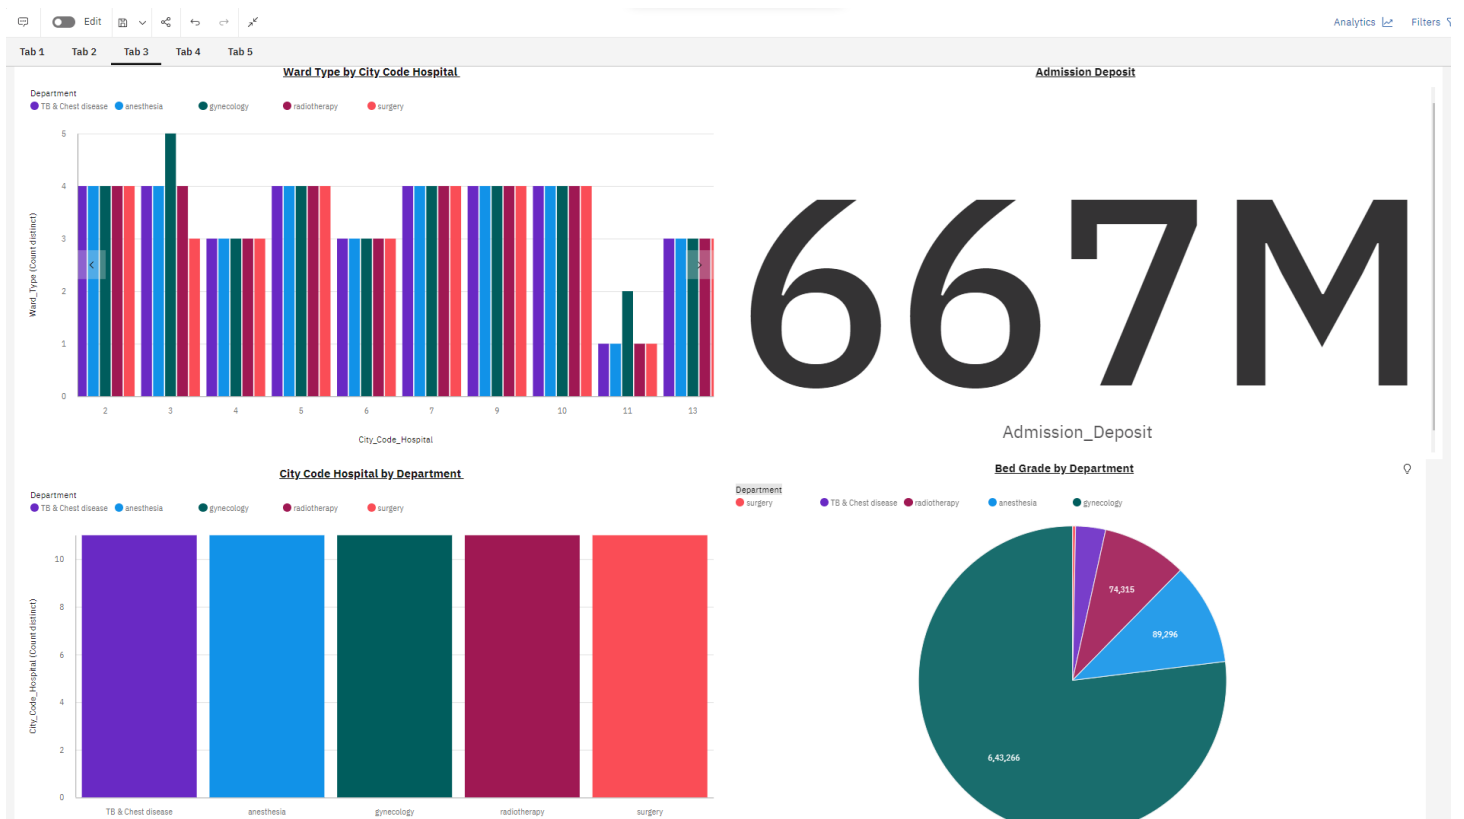 Edit
Analytics
Filters
Tab 1 Tab 2 Tab 3 Tab 4 Tab 5
Ward Type by City Code Hospital
Department
TB & Chest disease anesthesia gynecology radiotherapy surgery
Ward_Type (Count distinct)
5
4
3
2
1
0
2 3 4 5 6 7 9 10 11 13
City_Code_Hospital
Admission Deposit
667M
Admission_Deposit
City Code Hospital by Department
Department
TB & Chest disease anesthesia gynecology radiotherapy surgery
City_Code_Hospital (Count distinct)
10
8
6
4
2
0
TB & Chest disease anesthesia gynecology radiotherapy surgery
Bed Grade by Department
Department
surgery TB & Chest disease radiotherapy anesthesia gynecology
74,315
89,296
6,43,266